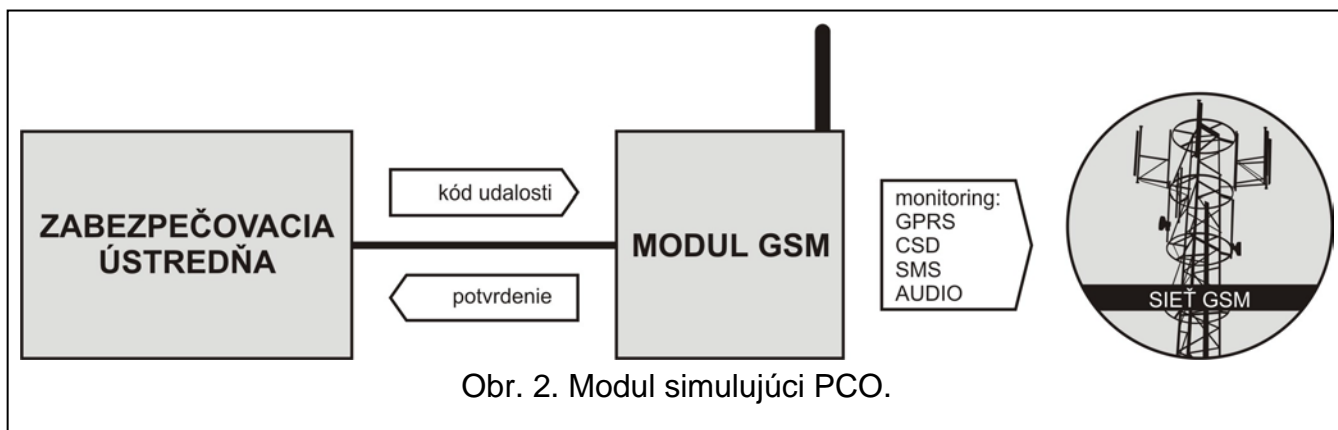 ZABEZPEČOVACIA
ÚSTREDŇA
kód udalosti
potvrdenie
MODUL GSM
monitoring:
GPRS
CSD
SMS
AUDIO
SIEŤ GSM
Obr. 2. Modul simulujúci PCO.